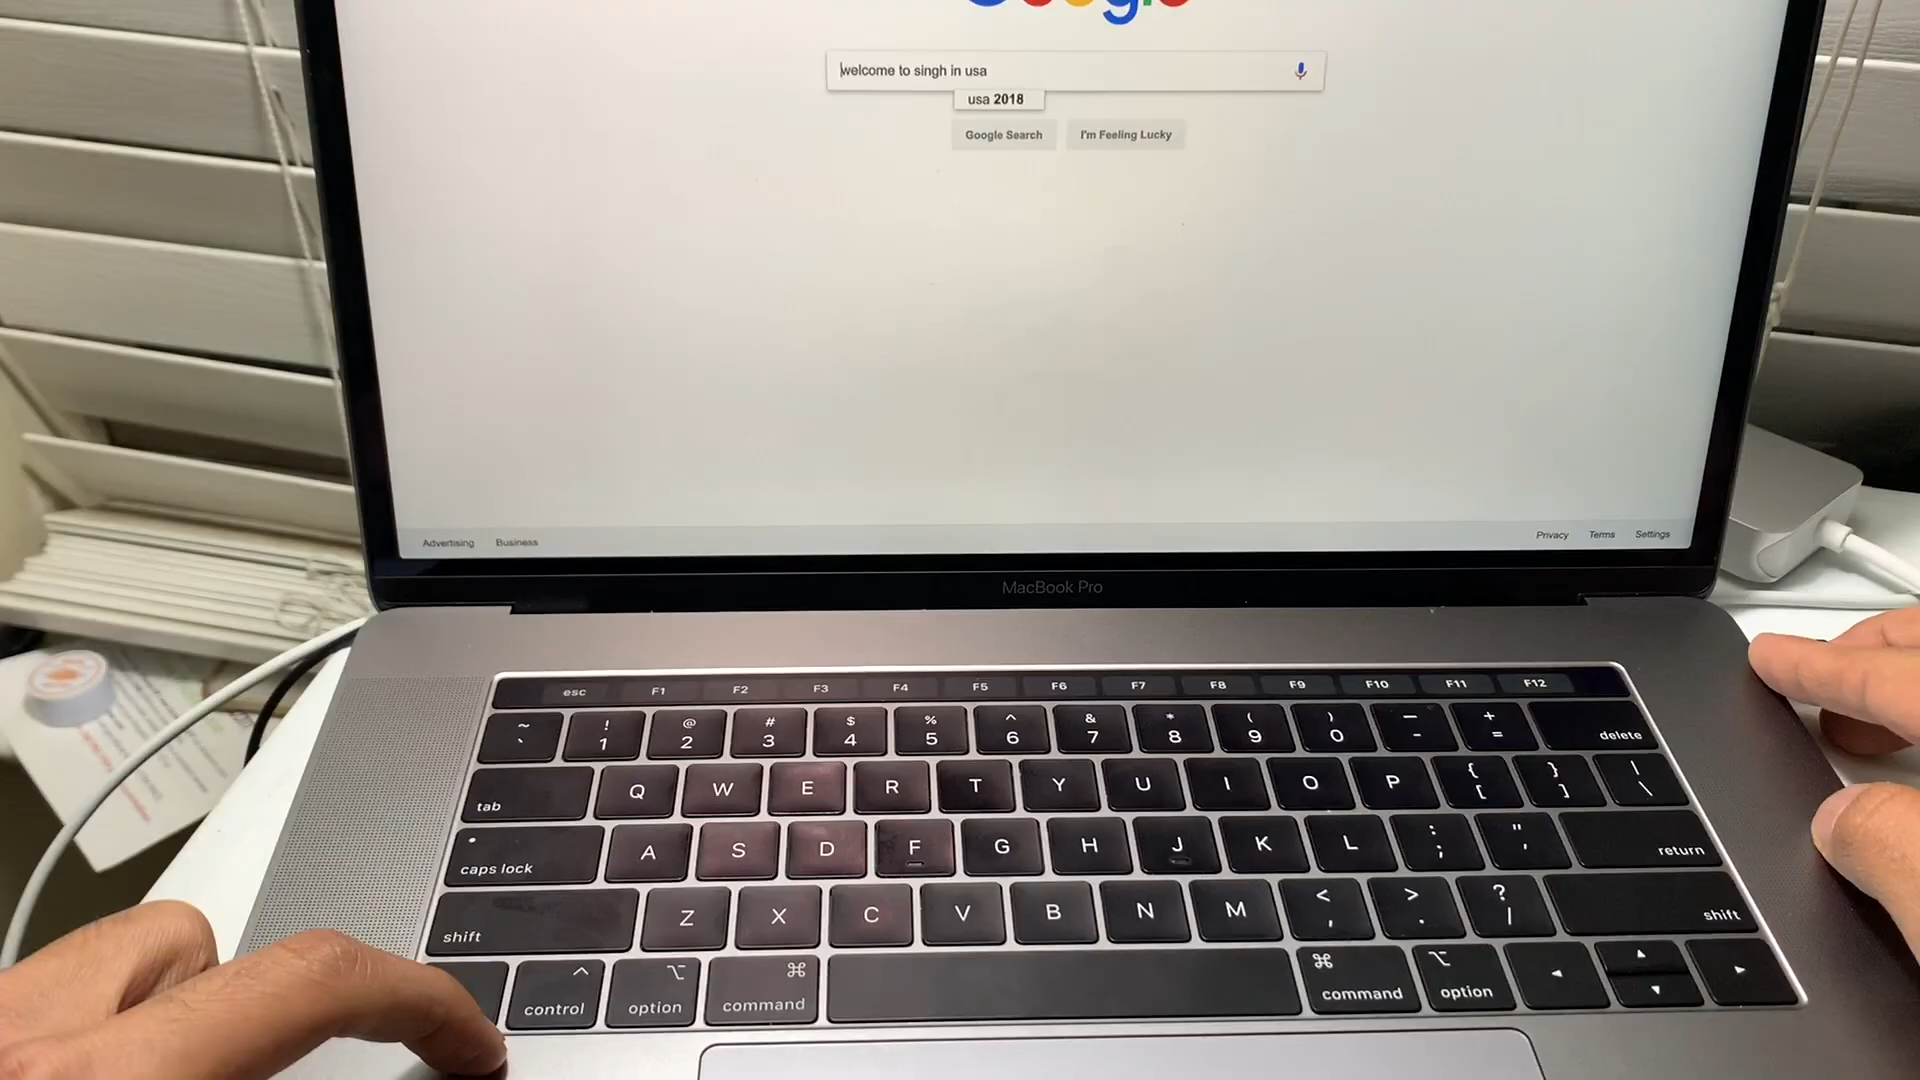 Google
welcome to singh in usa
usa 2018
Google Search I'm Feeling Lucky
Advertising Business Privacy Terms Settings
MacBook Pro
esc F1 F2 F3 F4 F5 F6 F7 F8 F9 F10 F11 F12
~ ! @ # $ % ^ & * ( ) — +
` 1 2 3 4 5 6 7 8 9 0 - = delete
tab Q W E R T Y U I O P { [ } ] | \
caps lock A S D F G H J K L : ; " ' return
shift Z X C V B N M < , > . ? / shift
^ ⌥ ⌘ ⌘ ⌥ ▲
control option command command option ◄ ▼ ►